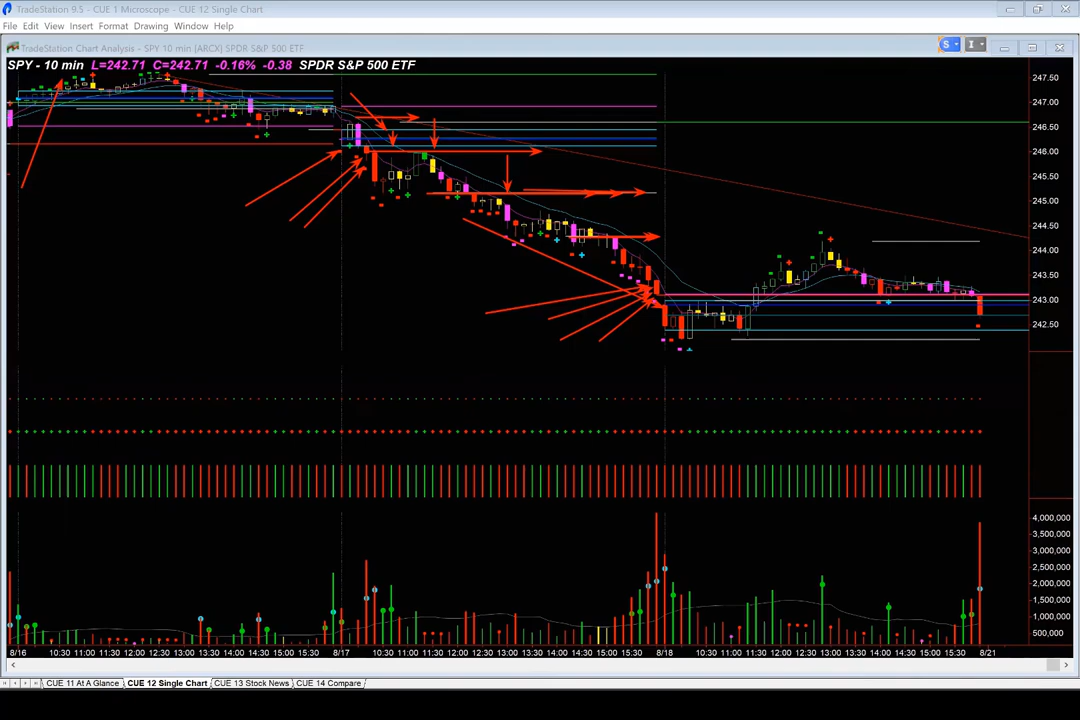 TradeStation 9.5 - CUE 1 Microscope - CUE 12 Single Chart
File Edit View Insert Format Drawing Window Help
TradeStation Chart Analysis - SPY 10 min (ARCX) SPDR S&P 500 ETF
S I
SPY - 10 min L=242.71 C=242.71 -0.16% -0.38 SPDR S&P 500 ETF
247.50
247.00
246.50
246.00
245.50
245.00
244.50
244.00
243.50
243.00
242.50
4,000,000
3,500,000
3,000,000
2,500,000
2,000,000
1,500,000
1,000,000
500,000
8/16 10:30 11:00 11:30 12:00 12:30 13:00 13:30 14:00 14:30 15:00 15:30 8/17 10:30 11:00 11:30 12:00 12:30 13:00 13:30 14:00 14:30 15:00 15:30 8/18 10:30 11:00 11:30 12:00 12:30 13:00 13:30 14:00 14:30 15:00 15:30 8/21
CUE 11 At A Glance CUE 12 Single Chart CUE 13 Stock News CUE 14 Compare